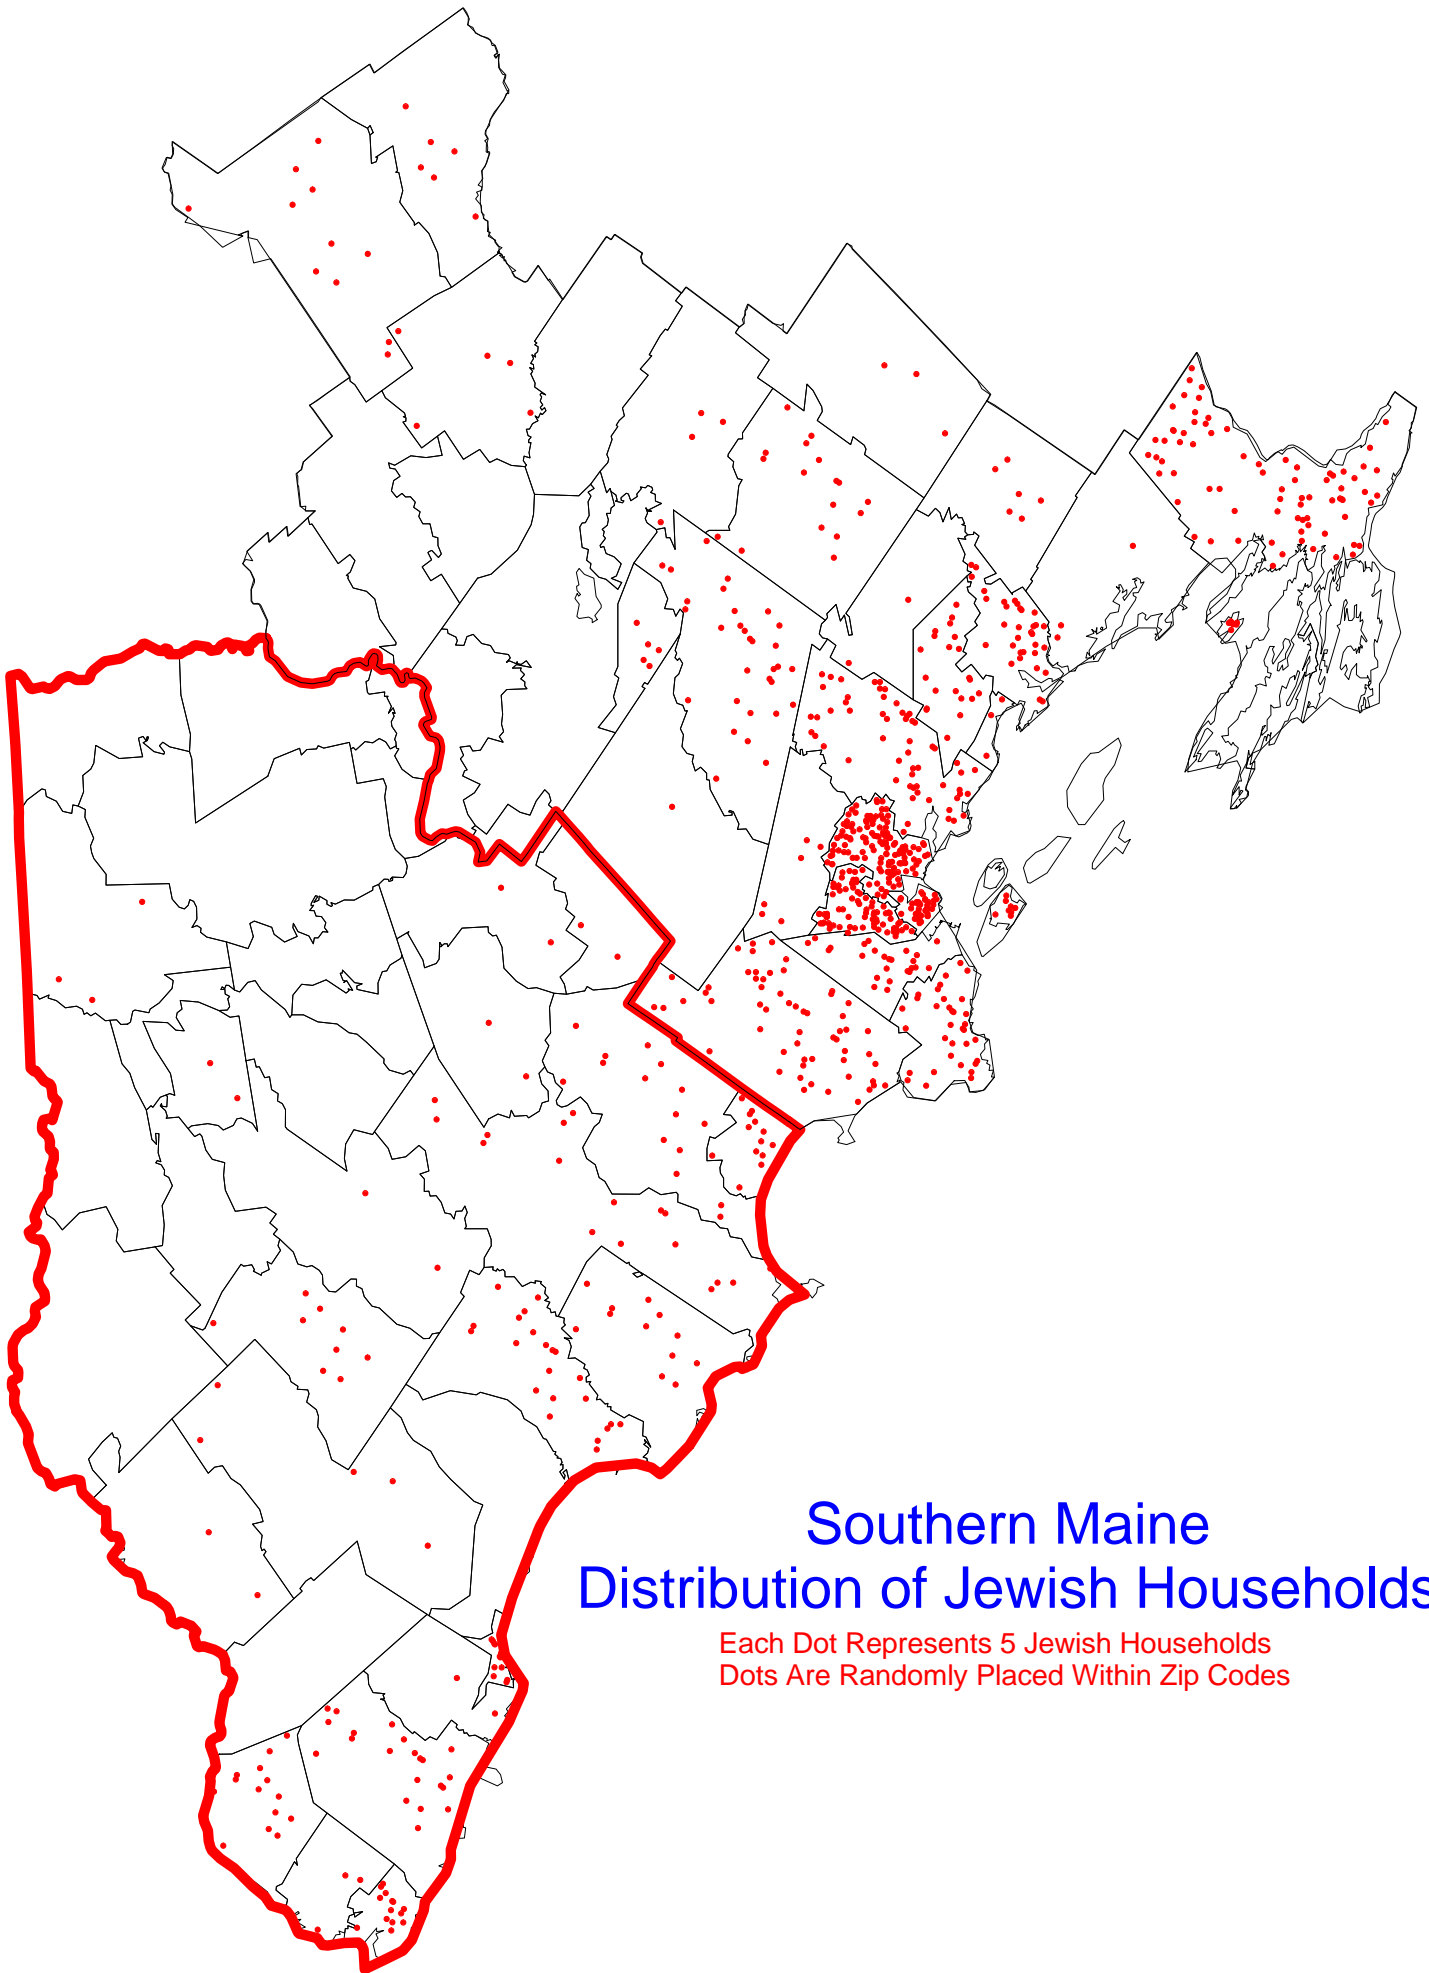 Southern Maine
Distribution of Jewish Households
Each Dot Represents 5 Jewish Households
Dots Are Randomly Placed Within Zip Codes